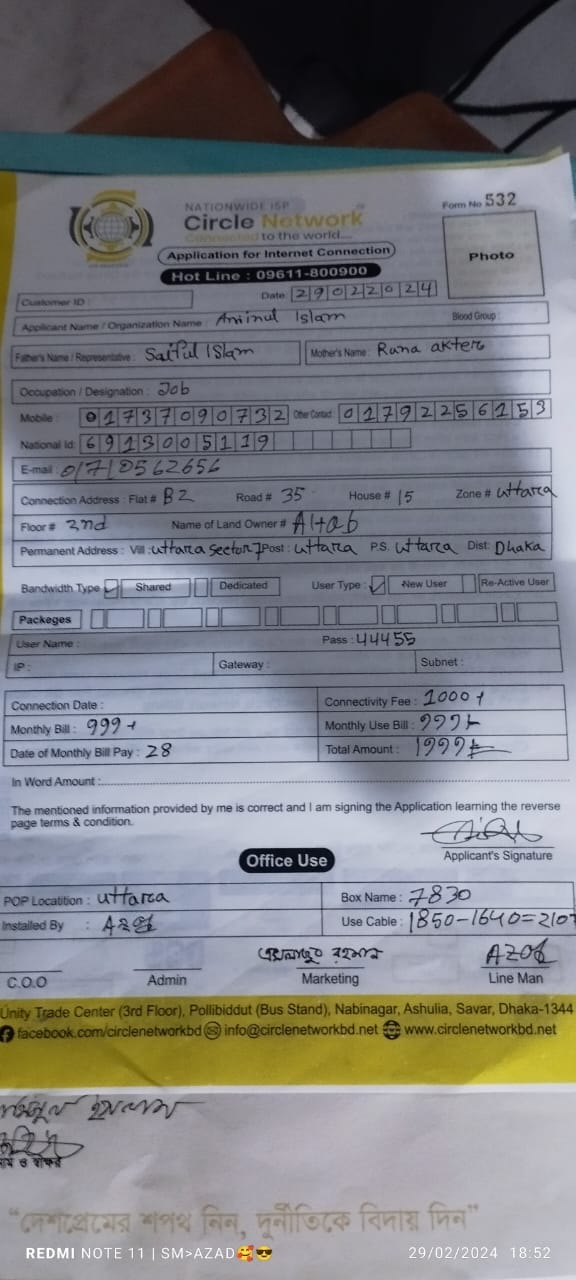 NATIONWIDE ISP
Form No 532
Circle Network
Connected to the world....
Application for Internet Connection
Photo
Hot Line : 09611-800900
Date: 29022024
Customer ID :
Applicant Name / Organization Name : Aminul Islam Blood Group :
Father's Name / Representative : Saiful Islam Mother's Name : Runa akter
Occupation / Designation : Job
Mobile : 01737090732 Other Contact : 01792256153
National Id: 6913005119
E-mail : 01710562656
Connection Address : Flat # B2 Road # 35 House # 15 Zone # uttara
Floor # 2nd Name of Land Owner # Altab
Permanent Address : Vill : uttara sector 7 Post : uttara P.S. uttara Dist: Dhaka
Bandwidth Type Shared Dedicated User Type : New User Re-Active User
Packeges
User Name : Pass : 44455
IP : Gateway : Subnet :
Connection Date : Connectivity Fee : 1000+
Monthly Bill : 999+ Monthly Use Bill : 999+
Date of Monthly Bill Pay : 28 Total Amount : 1999
In Word Amount :
The mentioned information provided by me is correct and I am signing the Application learning the reverse
page terms & condition.
Applicant's Signature
Office Use
POP Locatition : uttara Box Name : 7830
Installed By : Use Cable : 1850-1640=210
রহমান AZOd
C.O.O Admin Marketing Line Man
Unity Trade Center (3rd Floor), Pollibiddut (Bus Stand), Nabinagar, Ashulia, Savar, Dhaka-1344
facebook.com/circlenetworkbd info@circlenetworkbd.net www.circlenetworkbd.net
ইসলাম
ও স্বাক্ষর
“দেশপ্রেমের শপথ নিন, দুর্নীতিকে বিদায় দিন”
REDMI NOTE 11 | SM>AZAD🥰😎 29/02/2024 18:52